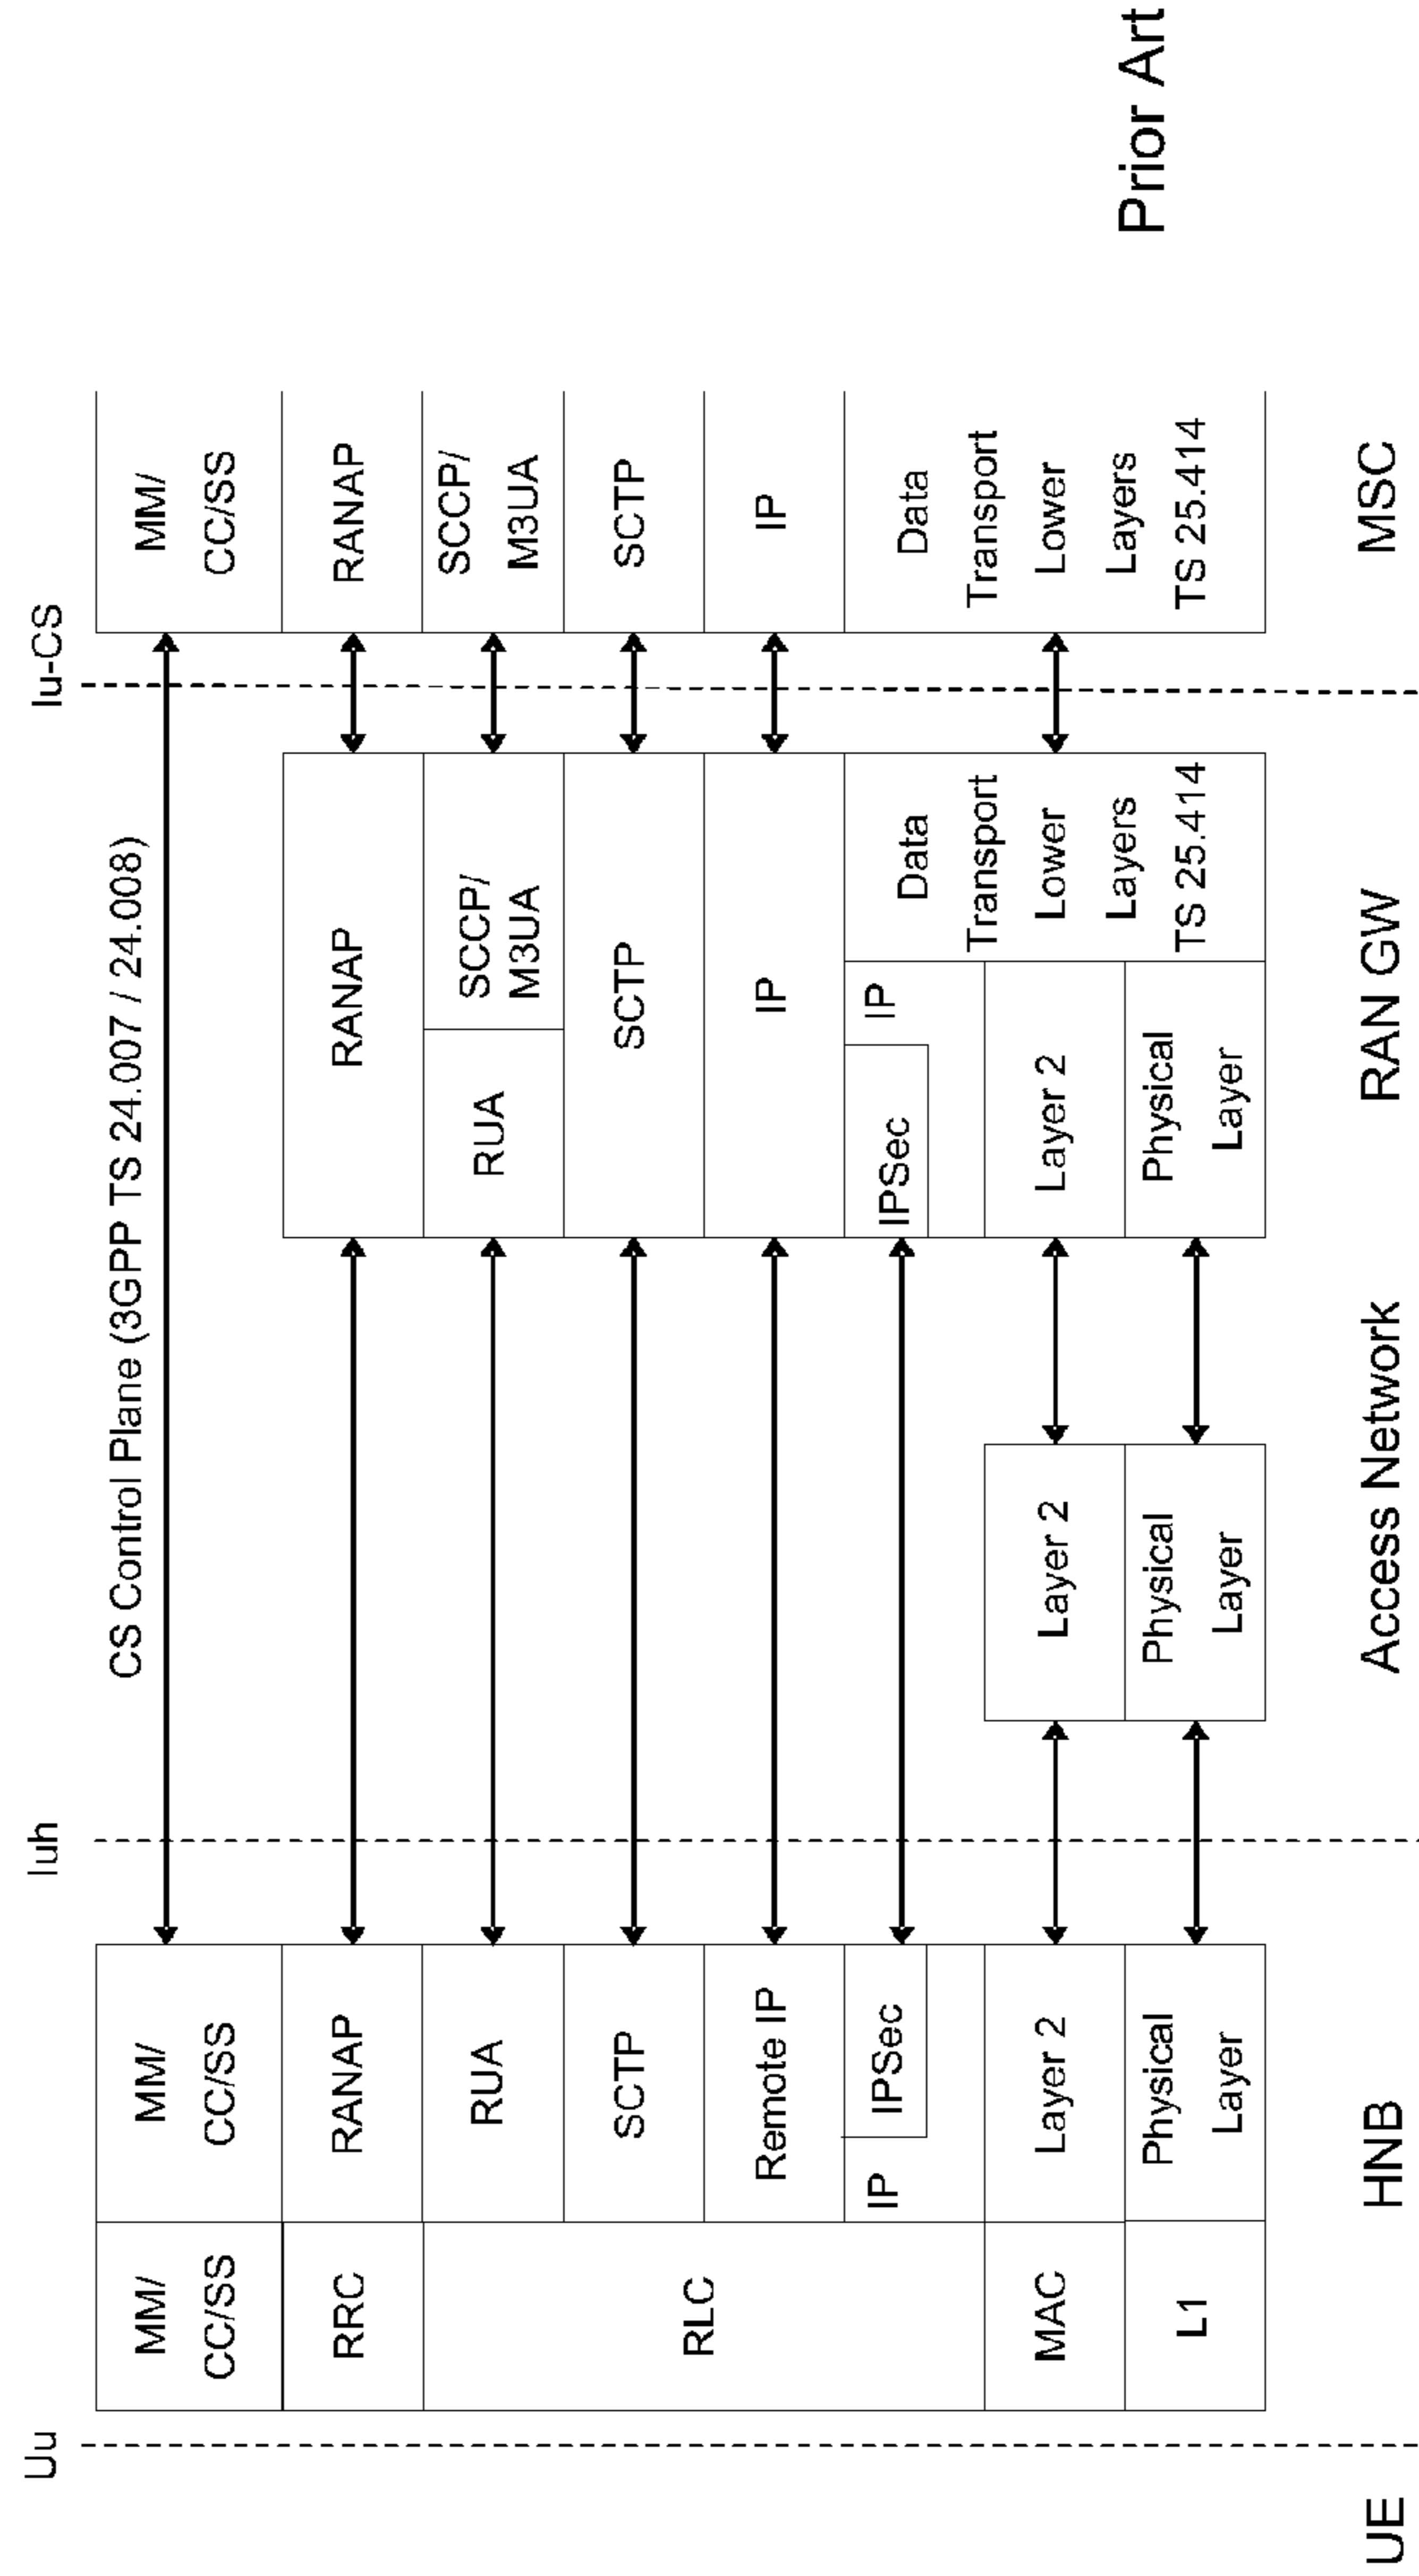 Uu
Iuh
Iu-CS
CS Control Plane (3GPP TS 24.007 / 24.008)
MM/
CC/SS
RRC
RLC
MAC
L1
MM/
CC/SS
RANAP
RUA
SCTP
Remote IP
IP
IPSec
Layer 2
Physical
Layer
Layer 2
Physical
Layer
RANAP
RUA
SCCP/
M3UA
SCTP
IP
IPSec
IP
Layer 2
Physical
Layer
Data
Transport
Lower
Layers
TS 25.414
MM/
CC/SS
RANAP
SCCP/
M3UA
SCTP
IP
Data
Transport
Lower
Layers
TS 25.414
UE
HNB
Access Network
RAN GW
MSC
Prior Art